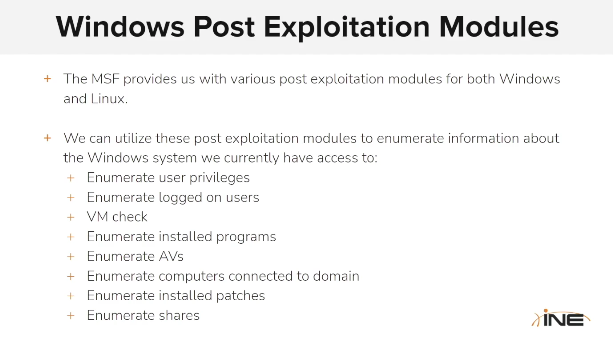 Windows Post Exploitation Modules
+ The MSF provides us with various post exploitation modules for both Windows
and Linux.
+ We can utilize these post exploitation modules to enumerate information about
the Windows system we currently have access to:
+ Enumerate user privileges
+ Enumerate logged on users
+ VM check
+ Enumerate installed programs
+ Enumerate AVs
+ Enumerate computers connected to domain
+ Enumerate installed patches
+ Enumerate shares
INE